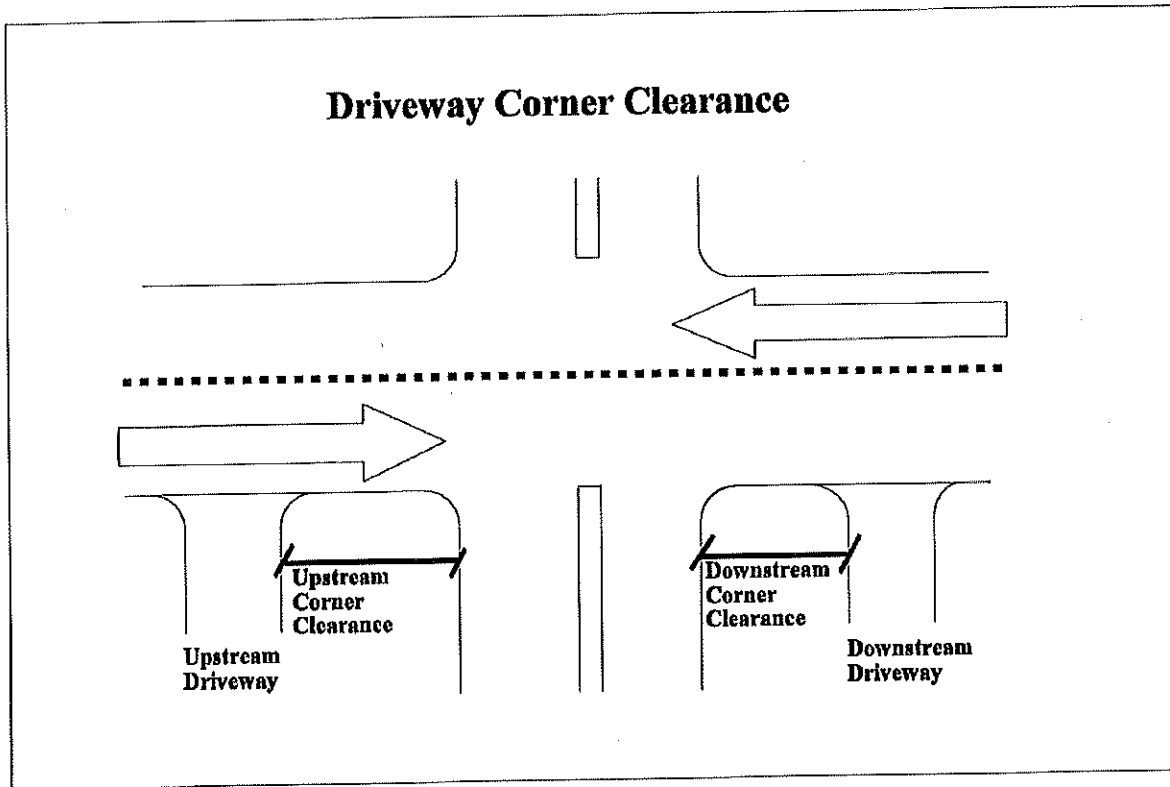 Driveway Corner Clearance
Upstream
Corner
Clearance
Downstream
Corner
Clearance
Upstream
Driveway
Downstream
Driveway